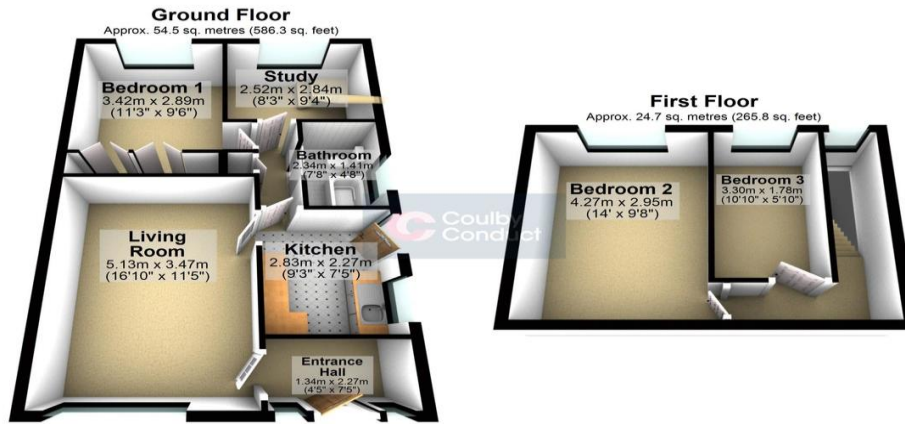 Ground Floor
Approx. 54.5 sq. metres (586.3 sq. feet)
Bedroom 1
3.42m x 2.89m
(11'3" x 9'6")
Study
2.52m x 2.84m
(8'3" x 9'4")
Bathroom
2.34m x 1.41m
(7'8" x 4'8")
Living
Room
5.13m x 3.47m
(16'10" x 11'5")
Kitchen
2.83m x 2.27m
(9'3" x 7'5")
Entrance
Hall
1.34m x 2.27m
(4'5" x 7'5")
Coulby
Conduct
First Floor
Approx. 24.7 sq. metres (265.8 sq. feet)
Bedroom 2
4.27m x 2.95m
(14' x 9'8")
Bedroom 3
3.30m x 1.78m
(10'10" x 5'10")